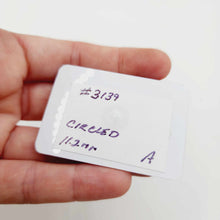 #3139
CIRCLED
11.2mm
A